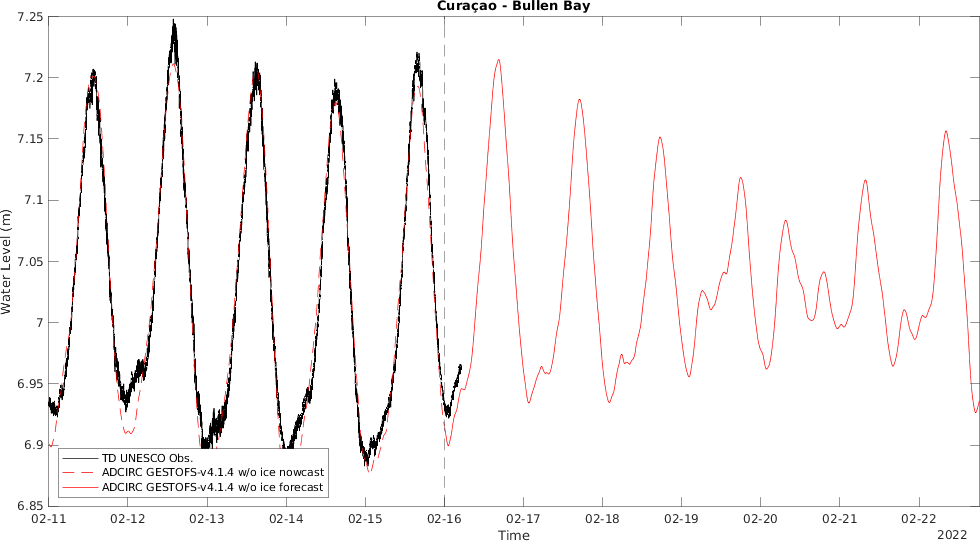 Curaçao - Bullen Bay
7.25
7.2
7.15
7.1
7.05
7
6.95
6.9
6.85
Water Level (m)
TD UNESCO Obs.
ADCIRC GESTOFS-v4.1.4 w/o ice nowcast
ADCIRC GESTOFS-v4.1.4 w/o ice forecast
02-11 02-12 02-13 02-14 02-15 02-16 02-17 02-18 02-19 02-20 02-21 02-22
Time
2022